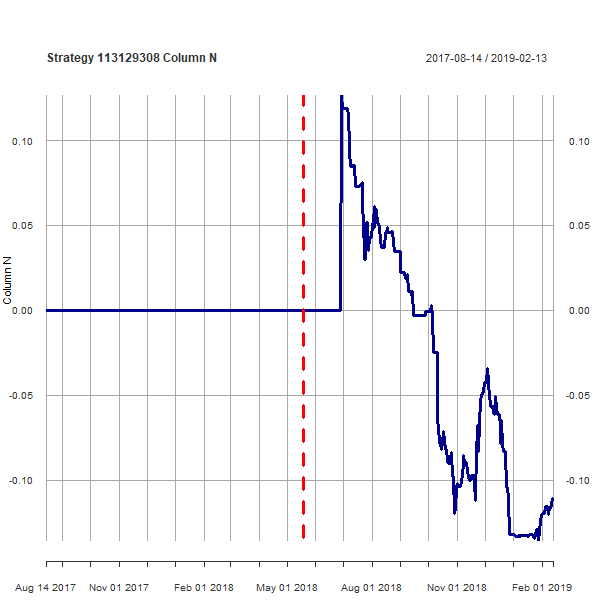 Strategy 113129308 Column N
2017-08-14 / 2019-02-13
0.10 0.10
0.05 0.05
Column N
0.00 0.00
-0.05 -0.05
-0.10 -0.10
Aug 14 2017 Nov 01 2017 Feb 01 2018 May 01 2018 Aug 01 2018 Nov 01 2018 Feb 01 2019